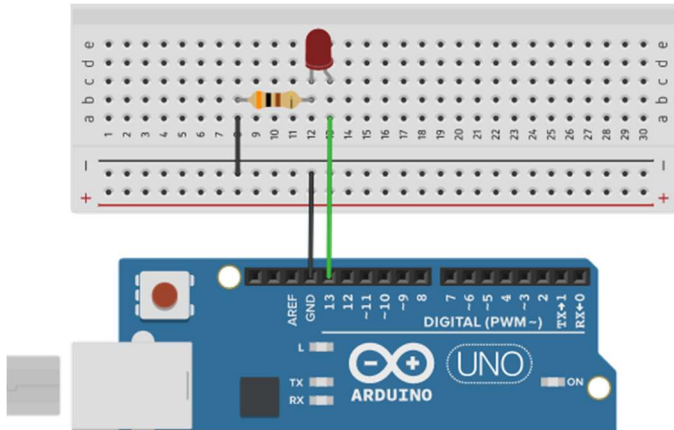 e e
d d
c c
b b
a a
1 2 3 4 5 6 7 8 9 10 11 12 13 14 15 16 17 18 19 20 21 22 23 24 25 26 27 28 29 30
− −
+ +
AREF GND 13 12 ~11 ~10 ~9 8 7 ~6 ~5 4 ~3 2 TX→1 RX←0
DIGITAL (PWM~)
L
TX
RX
ARDUINO
UNO
ON